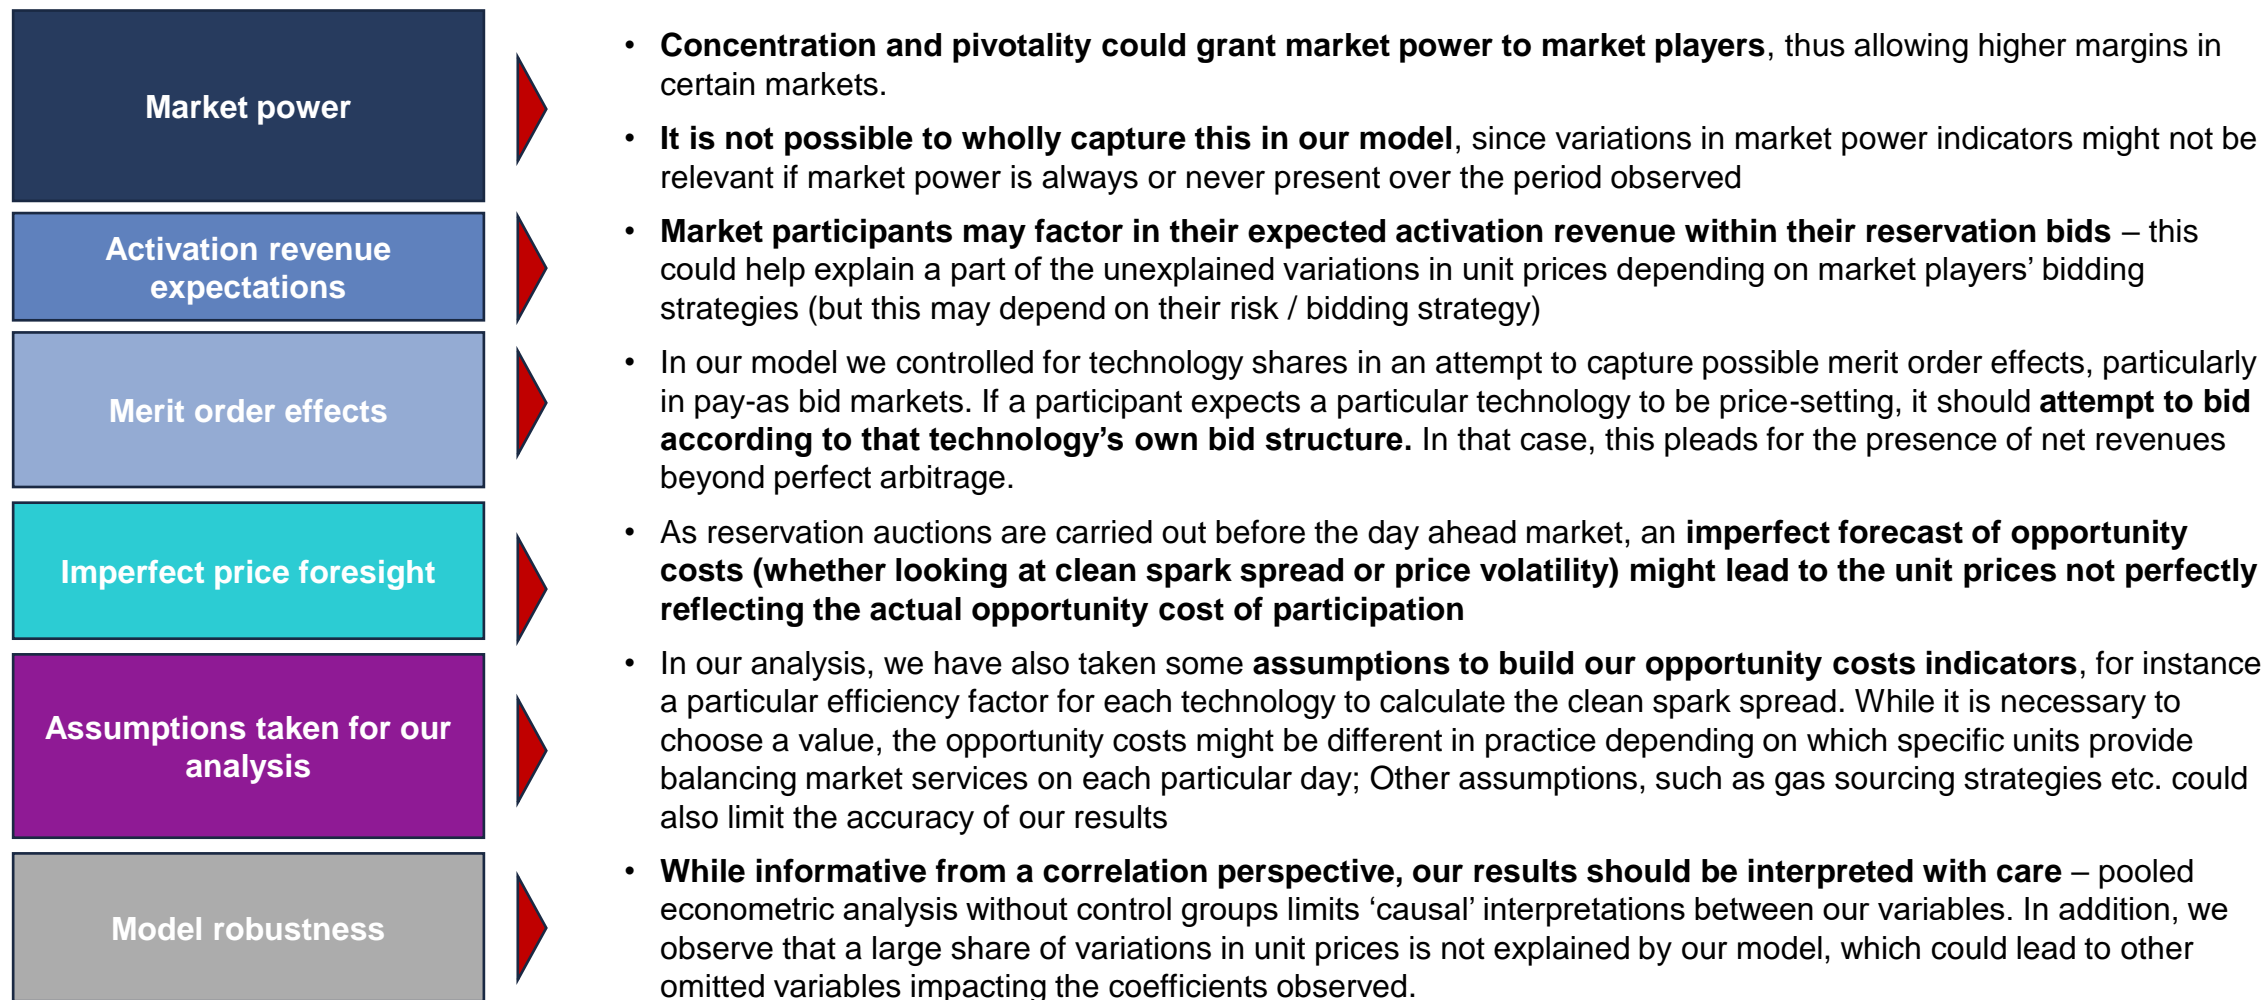 Market power
• Concentration and pivotality could grant market power to market players, thus allowing higher margins in
certain markets.
• It is not possible to wholly capture this in our model, since variations in market power indicators might not be
relevant if market power is always or never present over the period observed
Activation revenue
expectations
• Market participants may factor in their expected activation revenue within their reservation bids – this
could help explain a part of the unexplained variations in unit prices depending on market players’ bidding
strategies (but this may depend on their risk / bidding strategy)
Merit order effects
• In our model we controlled for technology shares in an attempt to capture possible merit order effects, particularly
in pay-as bid markets. If a participant expects a particular technology to be price-setting, it should attempt to bid
according to that technology’s own bid structure. In that case, this pleads for the presence of net revenues
beyond perfect arbitrage.
Imperfect price foresight
• As reservation auctions are carried out before the day ahead market, an imperfect forecast of opportunity
costs (whether looking at clean spark spread or price volatility) might lead to the unit prices not perfectly
reflecting the actual opportunity cost of participation
Assumptions taken for our
analysis
• In our analysis, we have also taken some assumptions to build our opportunity costs indicators, for instance
a particular efficiency factor for each technology to calculate the clean spark spread. While it is necessary to
choose a value, the opportunity costs might be different in practice depending on which specific units provide
balancing market services on each particular day; Other assumptions, such as gas sourcing strategies etc. could
also limit the accuracy of our results
Model robustness
• While informative from a correlation perspective, our results should be interpreted with care – pooled
econometric analysis without control groups limits ‘causal’ interpretations between our variables. In addition, we
observe that a large share of variations in unit prices is not explained by our model, which could lead to other
omitted variables impacting the coefficients observed.